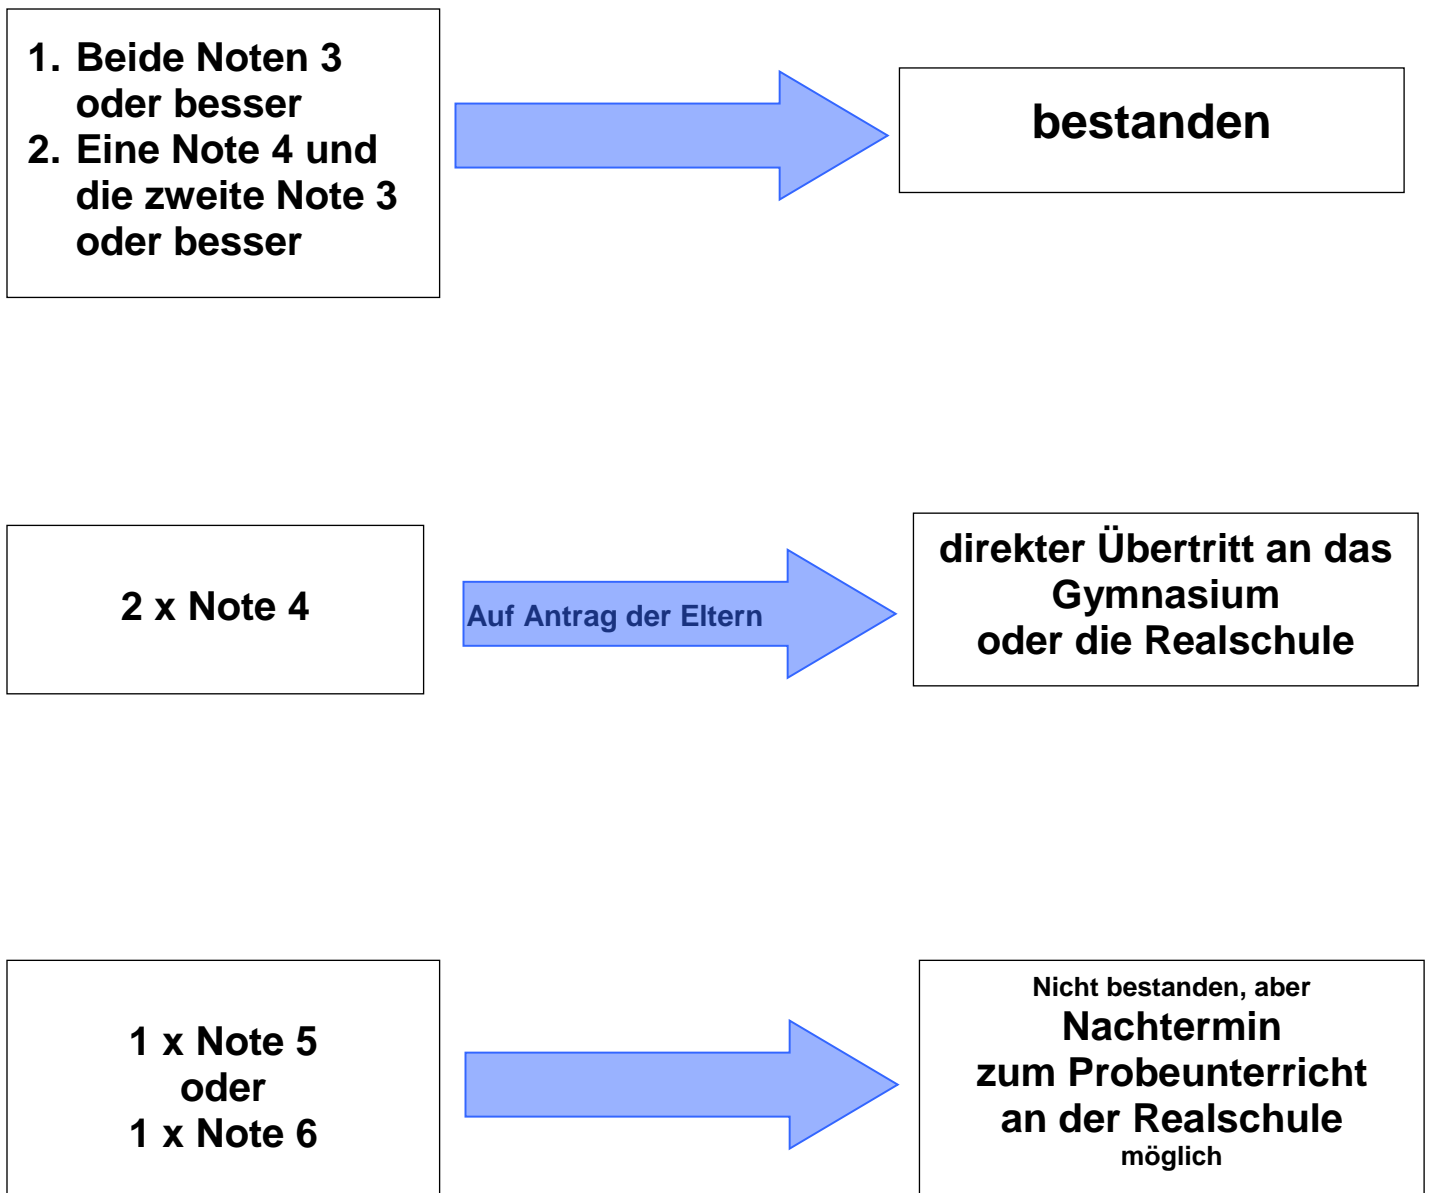 1. Beide Noten 3
oder besser
2. Eine Note 4 und
die zweite Note 3
oder besser
bestanden
2 x Note 4
Auf Antrag der Eltern
direkter Übertritt an das
Gymnasium
oder die Realschule
1 x Note 5
oder
1 x Note 6
Nicht bestanden, aber
Nachtermin
zum Probeunterricht
an der Realschule
möglich